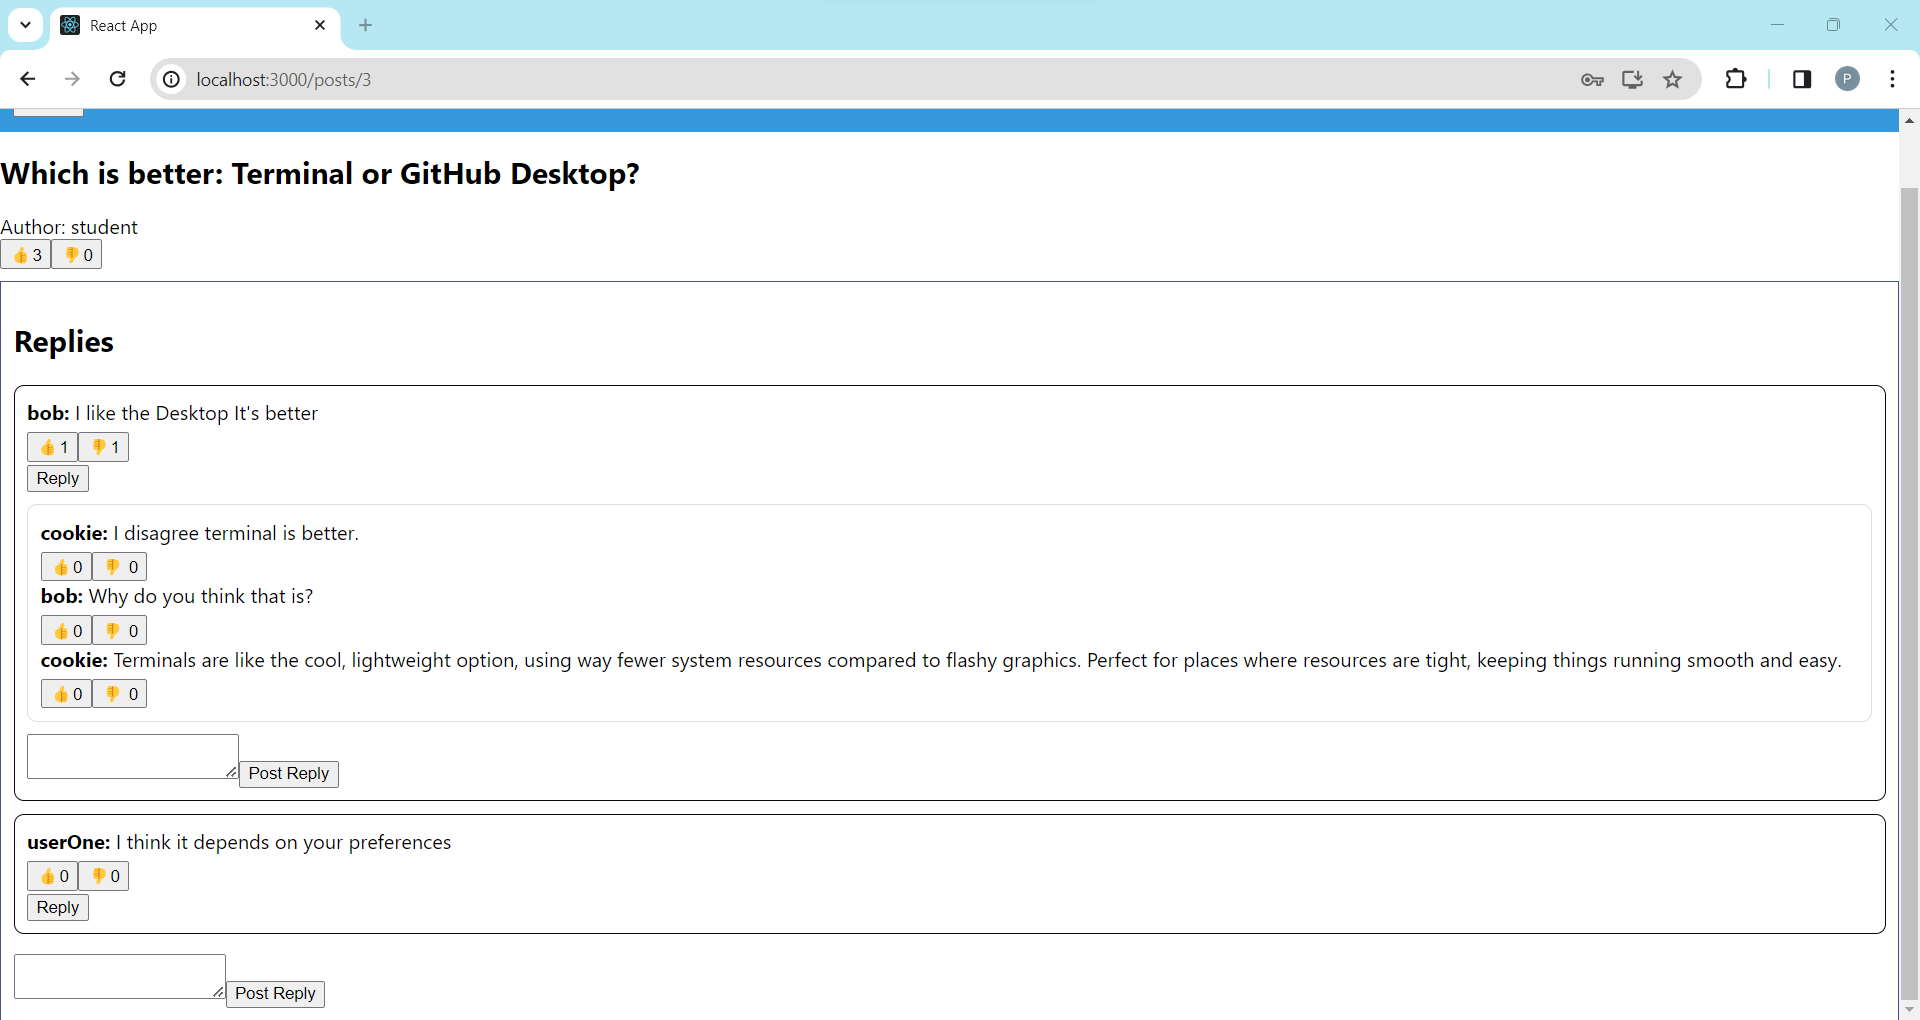 React App
localhost:3000/posts/3
P
Which is better: Terminal or GitHub Desktop?
Author: student
👍 3 👎 0
Replies
bob: I like the Desktop It's better
👍 1 👎 1
Reply
cookie: I disagree terminal is better.
👍 0 👎 0
bob: Why do you think that is?
👍 0 👎 0
cookie: Terminals are like the cool, lightweight option, using way fewer system resources compared to flashy graphics. Perfect for places where resources are tight, keeping things running smooth and easy.
👍 0 👎 0
Post Reply
userOne: I think it depends on your preferences
👍 0 👎 0
Reply
Post Reply